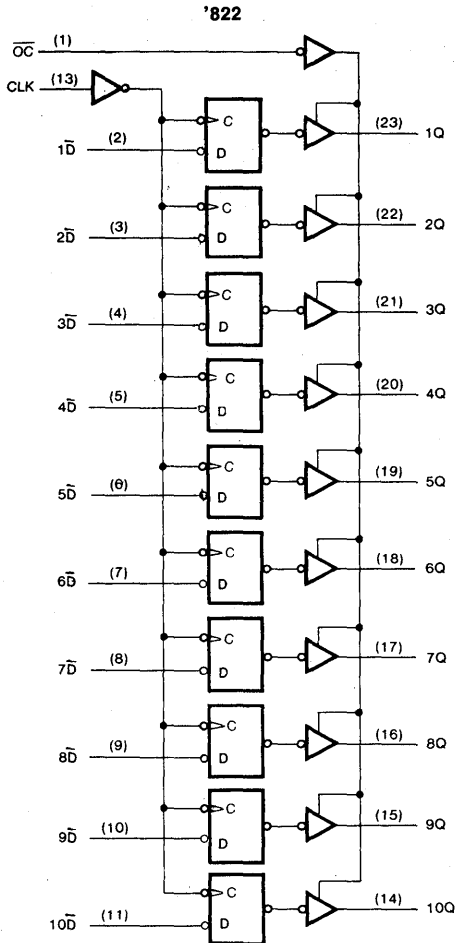 '822
O̅C̅ (1)
CLK (13)
C
1D̅ (2) D (23) 1Q
C
2D̅ (3) D (22) 2Q
C
3D̅ (4) D (21) 3Q
C
4D̅ (5) D (20) 4Q
C
5D̅ (6) D (19) 5Q
C
6D̅ (7) D (18) 6Q
C
7D̅ (8) D (17) 7Q
C
8D̅ (9) D (16) 8Q
C
9D̅ (10) D (15) 9Q
C
10D̅ (11) D (14) 10Q